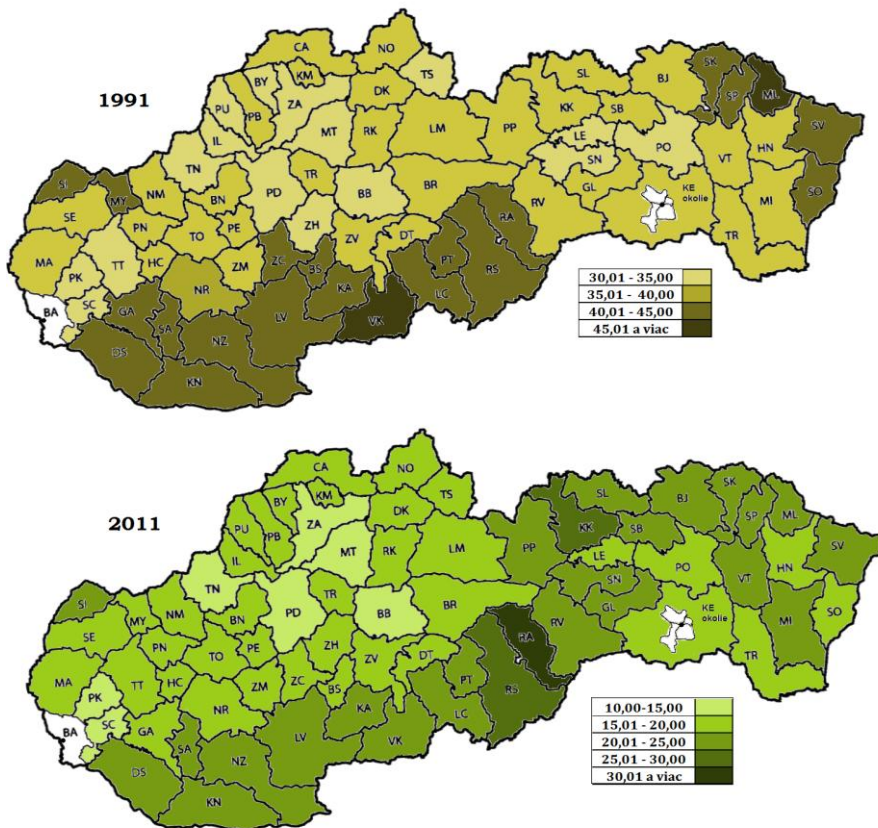 1991
CA NO
BY KM TS
PU PB ZA DK
IL MT RK LM PP
SL BJ SK SP ML
KK SB SV
LE PO VT HN
TN SN
SI MY NM PD TR BB BR GL KE okolie SO
SE BN RV MI
PN TO PE ZH ZV DT RA TR
MA TT HC ZM ZC BS PT RS
PK NR KA LC
BA SC GA SA LV VK
DS NZ
KN
30,01 - 35,00
35,01 - 40,00
40,01 - 45,00
45,01 a viac
2011
CA NO
BY KM TS
PU PB ZA DK
IL MT RK LM PP
SL BJ SK SP ML
KK SB SV
LE PO VT HN
TN SN
SI MY NM PD TR BB BR GL KE okolie SO
SE BN RV MI
PN TO PE ZH ZV DT RA TR
MA TT HC ZM ZC BS PT RS
PK NR KA LC
BA SC GA SA LV VK
DS NZ
KN
10,00-15,00
15,01 - 20,00
20,01 - 25,00
25,01 - 30,00
30,01 a viac